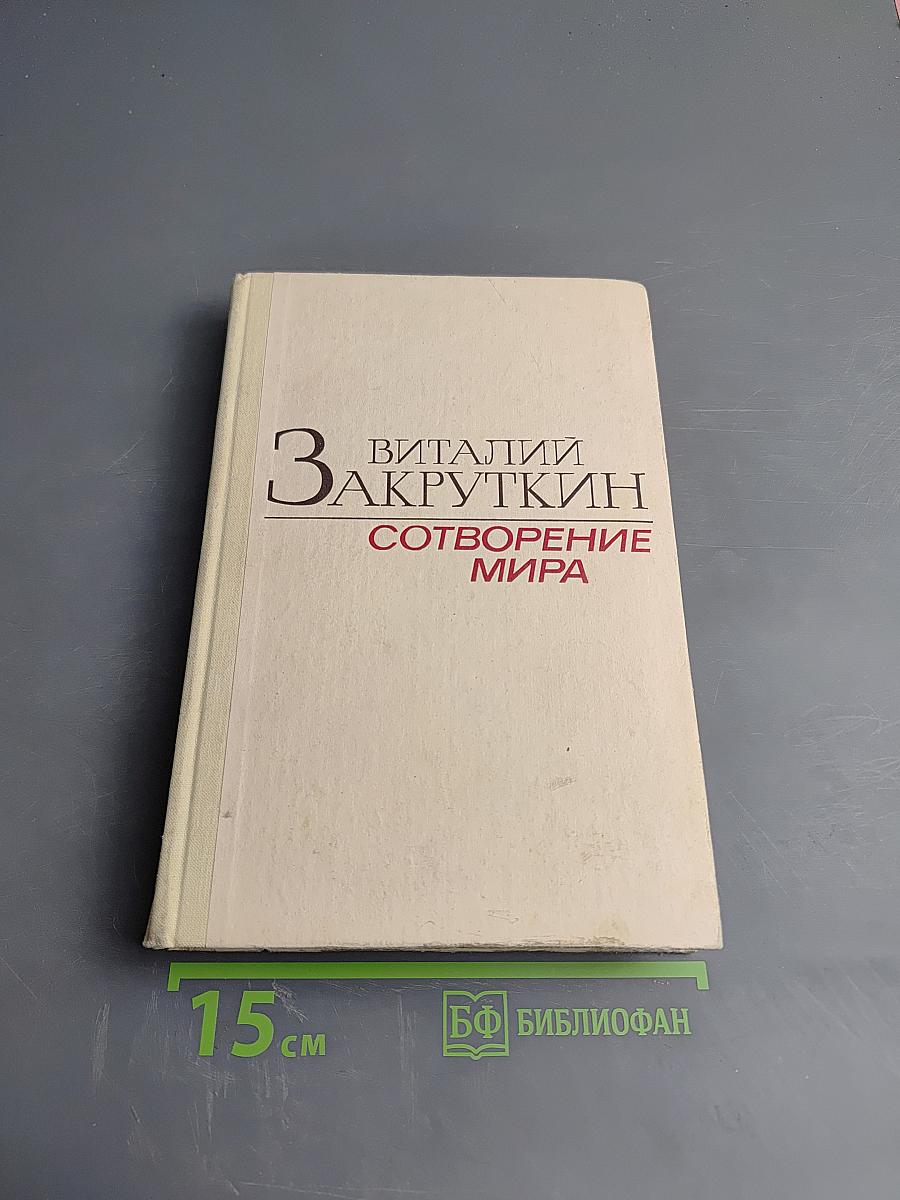 ВИТАЛИЙ
ЗАКРУТКИН
СОТВОРЕНИЕ
МИРА
15 см
БФ БИБЛИОФАН